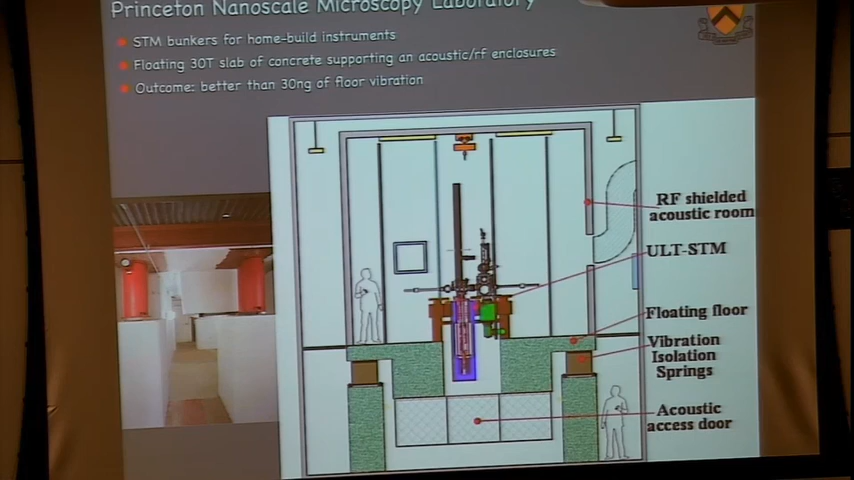 Princeton Nanoscale Microscopy Laboratory
STM bunkers for home-build instruments
Floating 30T slab of concrete supporting an acoustic/rf enclosures
Outcome: better than 30ng of floor vibration
RF shielded
acoustic room
ULT-STM
Floating floor
Vibration
Isolation
Springs
Acoustic
access door